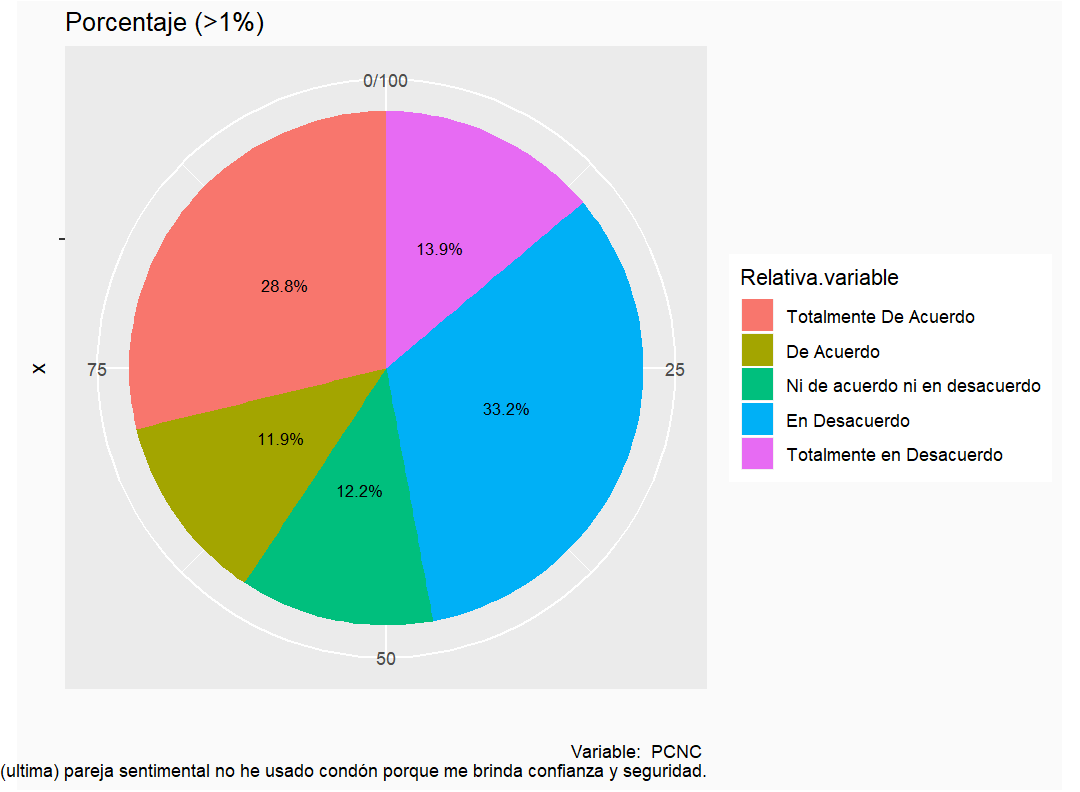 Porcentaje (>1%)
0/100
13.9%
28.8%
x
75
25
33.2%
11.9%
12.2%
50
Relativa.variable
Totalmente De Acuerdo
De Acuerdo
Ni de acuerdo ni en desacuerdo
En Desacuerdo
Totalmente en Desacuerdo
Variable: PCNC
(ultima) pareja sentimental no he usado condón porque me brinda confianza y seguridad.